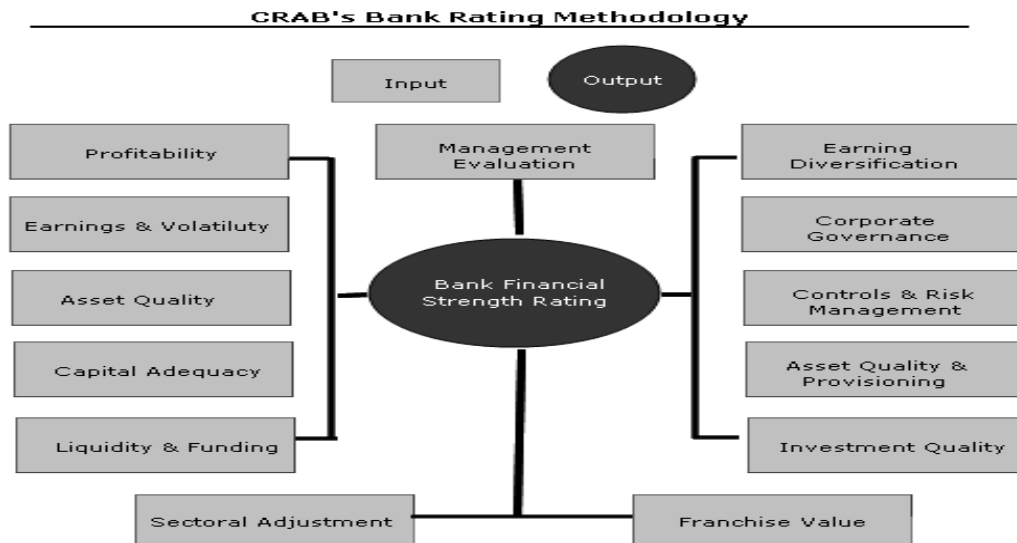 CRAB's Bank Rating Methodology
Input
Output
Profitability
Management
Evaluation
Earning
Diversification
Earnings & Volatiluty
Corporate
Governance
Bank Financial
Strength Rating
Asset Quality
Controls & Risk
Management
Capital Adequacy
Asset Quality &
Provisioning
Liquidity & Funding
Investment Quality
Sectoral Adjustment
Franchise Value